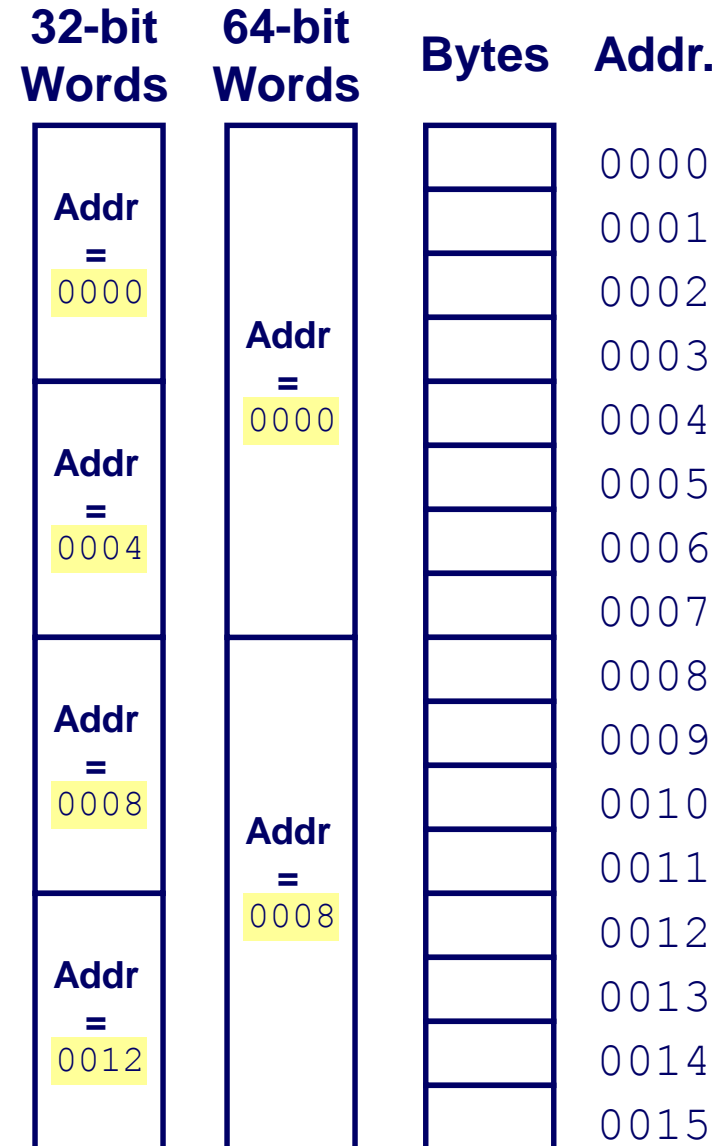 32-bit Words
64-bit Words
Bytes
Addr.
Addr
=
0000
Addr
=
0004
Addr
=
0008
Addr
=
0012
Addr
=
0000
Addr
=
0008
0000
0001
0002
0003
0004
0005
0006
0007
0008
0009
0010
0011
0012
0013
0014
0015